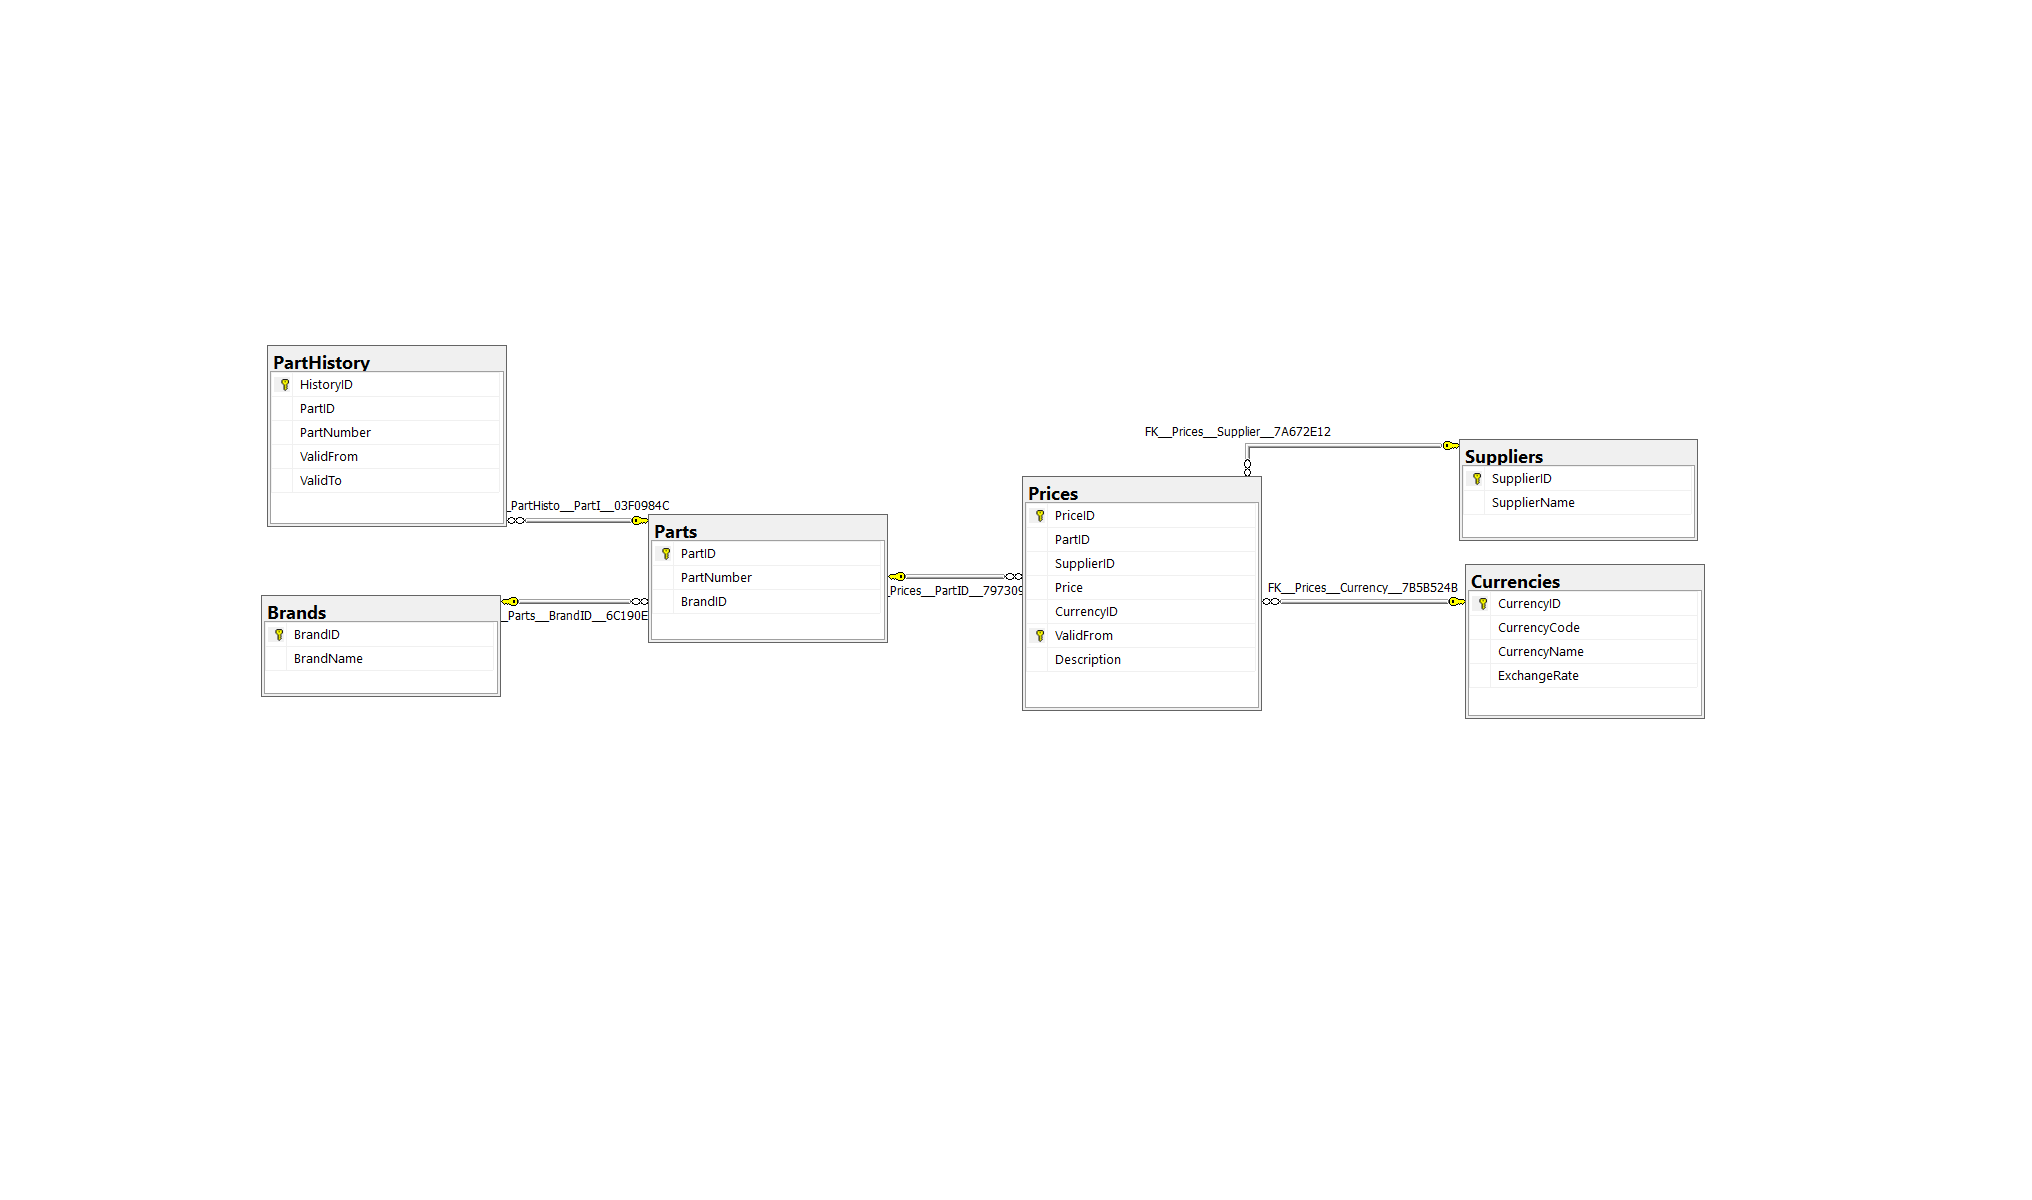 PartHistory
HistoryID
PartID
PartNumber
ValidFrom
ValidTo
_PartHisto__PartI__03F0984C
Brands
BrandID
BrandName
_Parts__BrandID__6C190E
Parts
PartID
PartNumber
BrandID
_Prices__PartID__797309
Prices
PriceID
PartID
SupplierID
Price
CurrencyID
ValidFrom
Description
FK__Prices__Supplier__7A672E12
Suppliers
SupplierID
SupplierName
FK__Prices__Currency__7B5B524B
Currencies
CurrencyID
CurrencyCode
CurrencyName
ExchangeRate